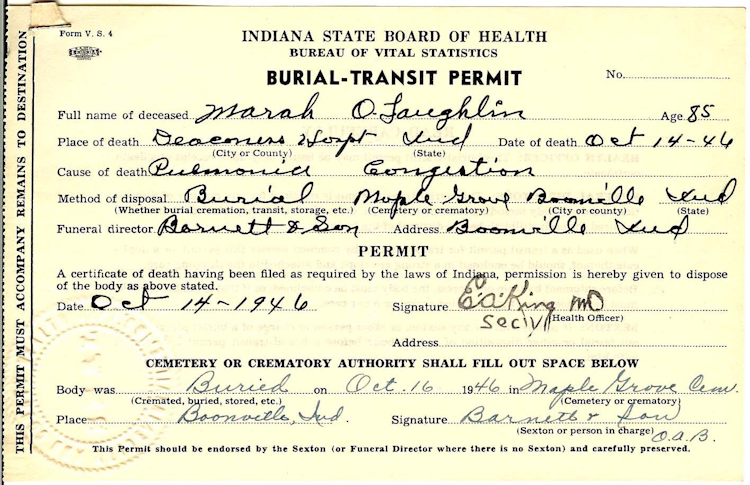 Form V. S. 4
THIS PERMIT MUST ACCOMPANY REMAINS TO DESTINATION
INDIANA STATE BOARD OF HEALTH
BUREAU OF VITAL STATISTICS
BURIAL-TRANSIT PERMIT
No.
Full name of deceased Marah O. Laughlin Age 85
Place of death Deaconess Hospt Ind Date of death Oct 14-46
(City or County) (State)
Cause of death Pulmonia Congestion
Method of disposal Burial Maple Grove Boonville Ind
(Whether burial cremation, transit, storage, etc.) (Cemetery or crematory) (City or county) (State)
Funeral director Barnett & Son Address Boonville Ind
PERMIT
A certificate of death having been filed as required by the laws of Indiana, permission is hereby given to dispose
of the body as above stated.
Date Oct 14-1946 Signature E a King MD
(Health Officer)
Address
CEMETERY OR CREMATORY AUTHORITY SHALL FILL OUT SPACE BELOW
Body was Buried on Oct. 16 1946 in Maple Grove Cem.
(Cremated, buried, stored, etc.) (Cemetery or crematory)
Place Boonville, Ind. Signature Barnett & Son
(Sexton or person in charge) O.A.B.
This Permit should be endorsed by the Sexton (or Funeral Director where there is no Sexton) and carefully preserved.